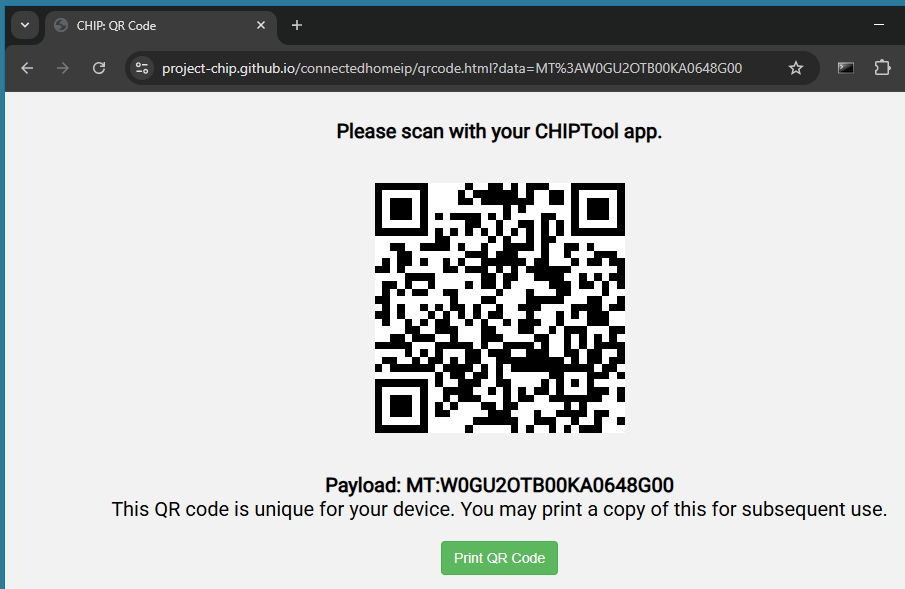 CHIP: QR Code
project-chip.github.io/connectedhomeip/qrcode.html?data=MT%3AW0GU2OTB00KA0648G00
Please scan with your CHIPTool app.
Payload: MT:W0GU2OTB00KA0648G00
This QR code is unique for your device. You may print a copy of this for subsequent use.
Print QR Code